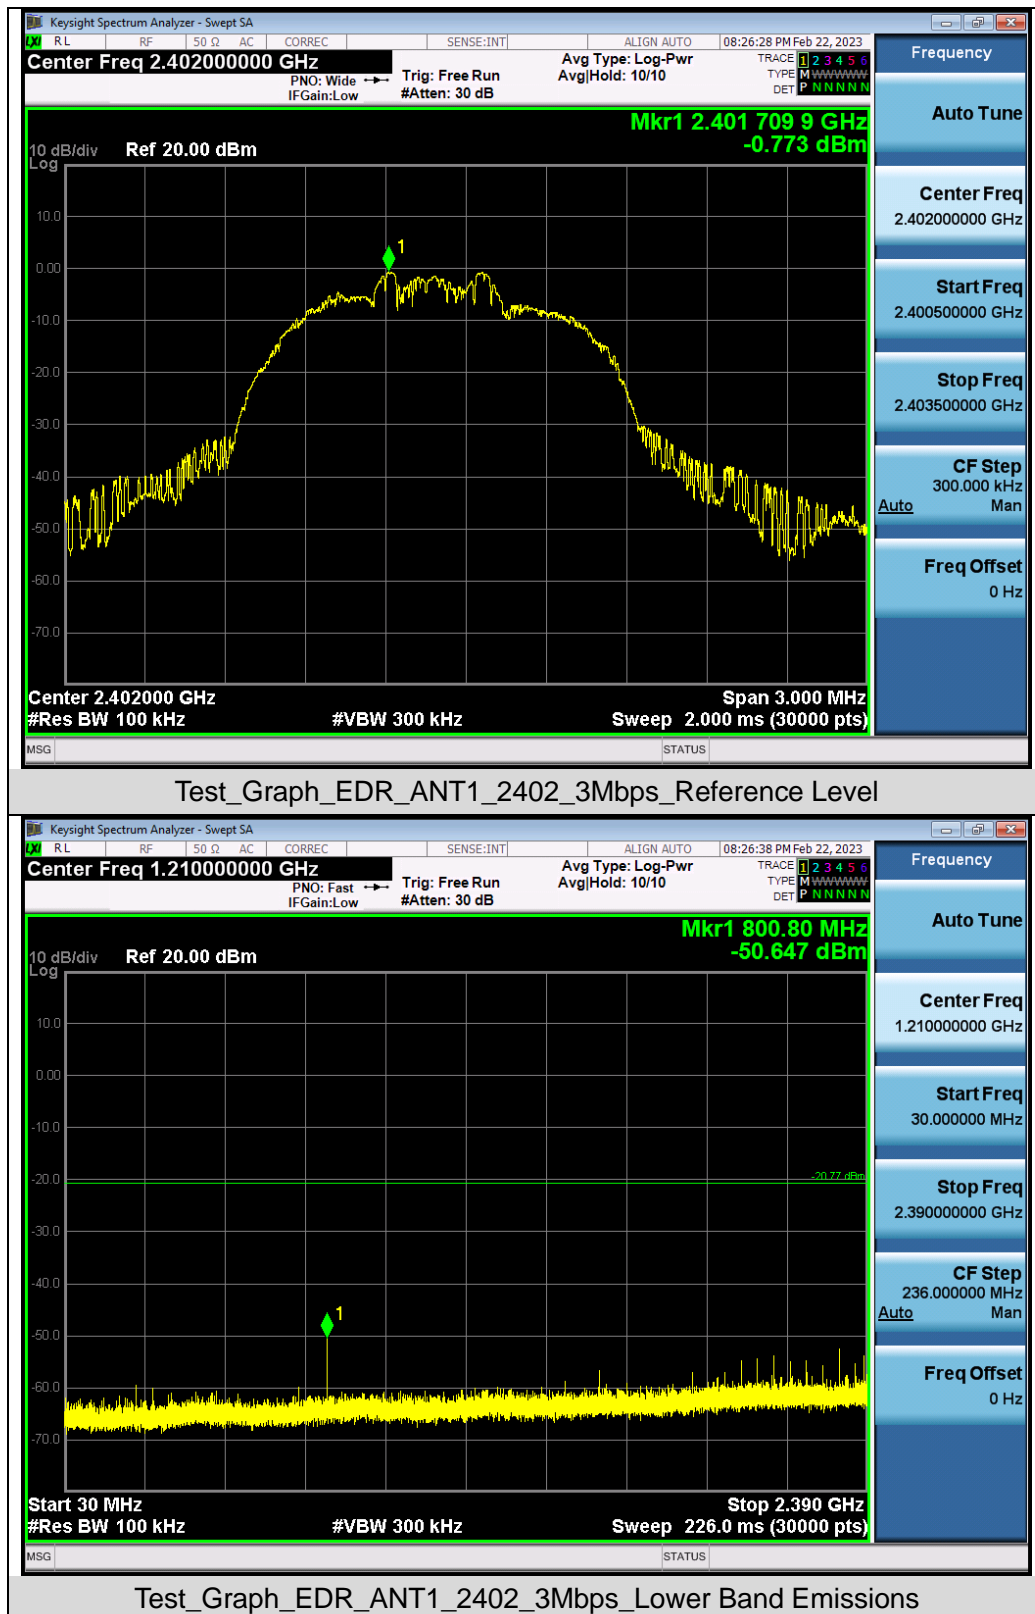 Keysight Spectrum Analyzer - Swept SA
LXI RL RF 50 Ω AC CORREC SENSE:INT ALIGN AUTO 08:26:28 PM Feb 22, 2023
Center Freq 2.402000000 GHz
PNO: Wide
IFGain:Low
Trig: Free Run
#Atten: 30 dB
Avg Type: Log-Pwr
Avg|Hold: 10/10
TRACE 1 2 3 4 5 6
TYPE M WWWWW
DET P N N N N N
Mkr1 2.401 709 9 GHz
-0.773 dBm
10 dB/div Ref 20.00 dBm
Log
10.0
1
0.00
-10.0
-20.0
-30.0
-40.0
-50.0
-60.0
-70.0
Center 2.402000 GHz Span 3.000 MHz
#Res BW 100 kHz #VBW 300 kHz Sweep 2.000 ms (30000 pts)
MSG STATUS
Frequency
Auto Tune
Center Freq
2.402000000 GHz
Start Freq
2.400500000 GHz
Stop Freq
2.403500000 GHz
CF Step
300.000 kHz
Auto Man
Freq Offset
0 Hz
Test_Graph_EDR_ANT1_2402_3Mbps_Reference Level
Keysight Spectrum Analyzer - Swept SA
LXI RL RF 50 Ω AC CORREC SENSE:INT ALIGN AUTO 08:26:38 PM Feb 22, 2023
Center Freq 1.210000000 GHz
PNO: Fast
IFGain:Low
Trig: Free Run
#Atten: 30 dB
Avg Type: Log-Pwr
Avg|Hold: 10/10
TRACE 1 2 3 4 5 6
TYPE M WWWWW
DET P N N N N N
Mkr1 800.80 MHz
-50.647 dBm
10 dB/div Ref 20.00 dBm
Log
10.0
0.00
-10.0
-20.0
-20.77 dBm
-30.0
-40.0
1
-50.0
-60.0
-70.0
Start 30 MHz Stop 2.390 GHz
#Res BW 100 kHz #VBW 300 kHz Sweep 226.0 ms (30000 pts)
MSG STATUS
Frequency
Auto Tune
Center Freq
1.210000000 GHz
Start Freq
30.000000 MHz
Stop Freq
2.390000000 GHz
CF Step
236.000000 MHz
Auto Man
Freq Offset
0 Hz
Test_Graph_EDR_ANT1_2402_3Mbps_Lower Band Emissions